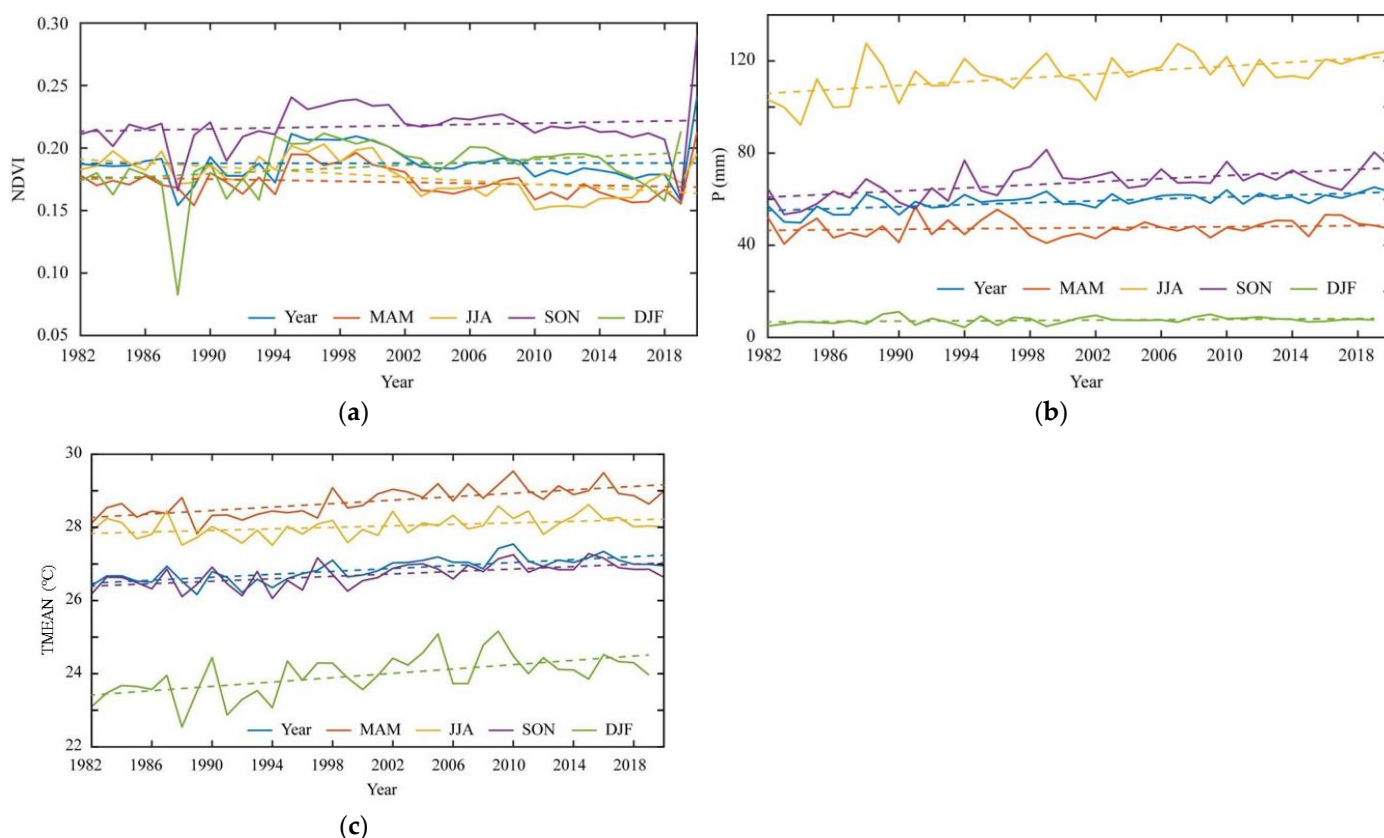 0.30
0.25
0.20
0.15
0.10
0.05
NDVI
Year MAM JJA SON DJF
1982 1986 1990 1994 1998 2002 2006 2010 2014 2018
Year
(a)
120
80
40
0
P (mm)
Year MAM JJA SON DJF
1982 1986 1990 1994 1998 2002 2006 2010 2014 2018
Year
(b)
30
28
26
24
22
TMEAN (°C)
Year MAM JJA SON DJF
1982 1986 1990 1994 1998 2002 2006 2010 2014 2018
Year
(c)